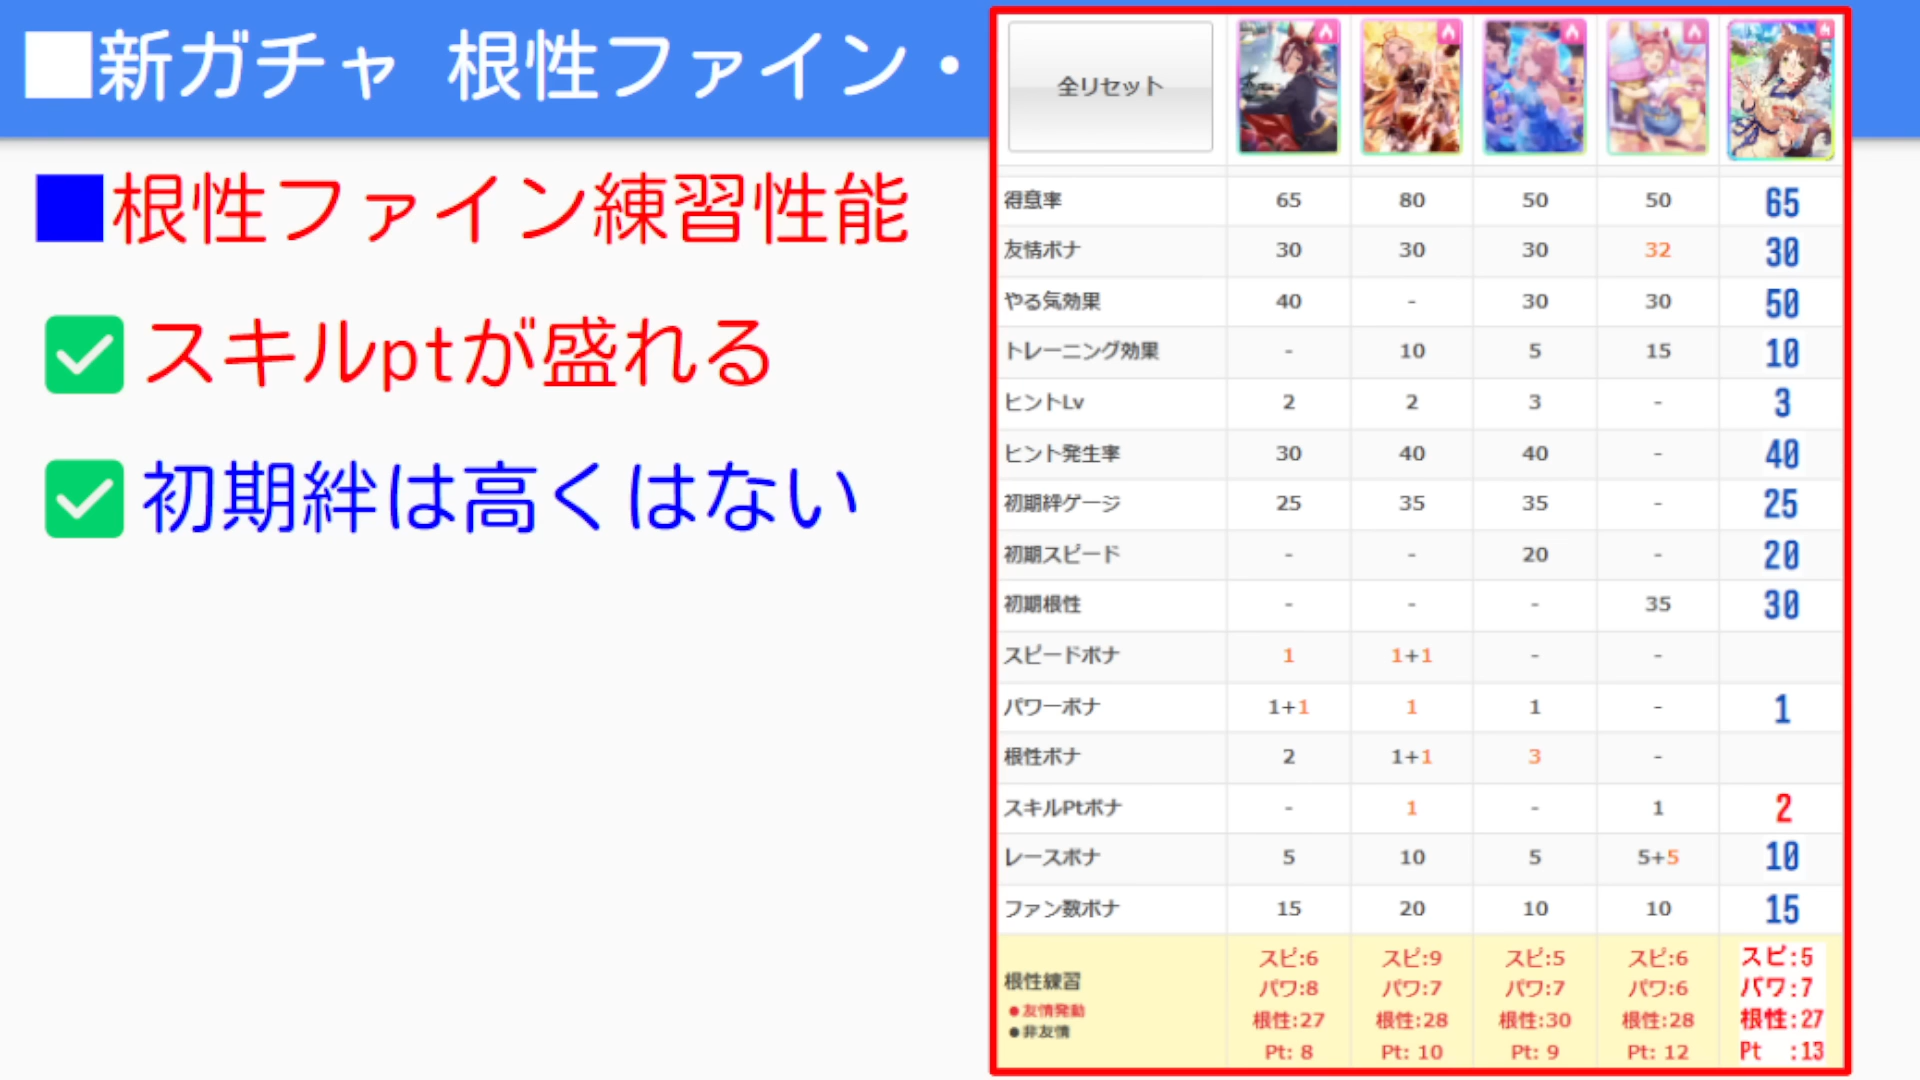 ■新ガチャ 根性ファイン・
■根性ファイン練習性能
スキルptが盛れる
初期絆は高くはない
全リセット
得意率 65 80 50 50 65
友情ボナ 30 30 30 32 30
やる気効果 40 - 30 30 50
トレーニング効果 - 10 5 15 10
ヒントLv 2 2 3 - 3
ヒント発生率 30 40 40 - 40
初期絆ゲージ 25 35 35 - 25
初期スピード - - 20 - 20
初期根性 - - - 35 30
スピードボナ 1 1+1 - -
パワーボナ 1+1 1 1 - 1
根性ボナ 2 1+1 3 -
スキルPtボナ - 1 - 1 2
レースボナ 5 10 5 5+5 10
ファン数ボナ 15 20 10 10 15
根性練習
●友情発動
●非友情
スピ:6 スピ:9 スピ:5 スピ:6 スピ:5
パワ:8 パワ:7 パワ:7 パワ:6 パワ:7
根性:27 根性:28 根性:30 根性:28 根性:27
Pt: 8 Pt: 10 Pt: 9 Pt: 12 Pt :13